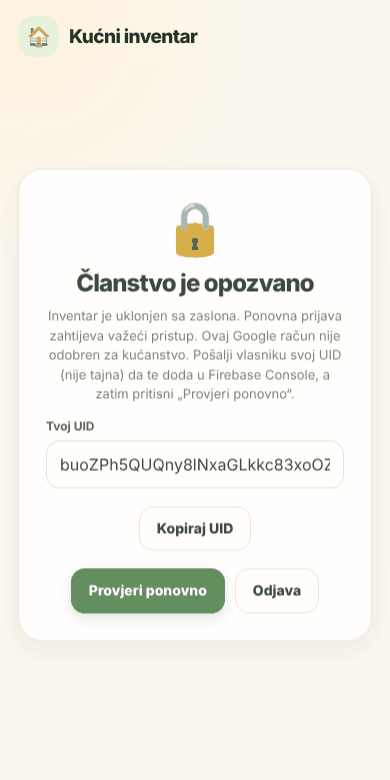 Kućni inventar
Članstvo je opozvano
Inventar je uklonjen sa zaslona. Ponovna prijava
zahtijeva važeći pristup. Ovaj Google račun nije
odobren za kućanstvo. Pošalji vlasniku svoj UID
(nije tajna) da te doda u Firebase Console, a
zatim pritisni „Provjeri ponovno“.
Tvoj UID
buoZPh5QUQny8lNxaGLkkc83xoOZ
Kopiraj UID
Provjeri ponovno
Odjava